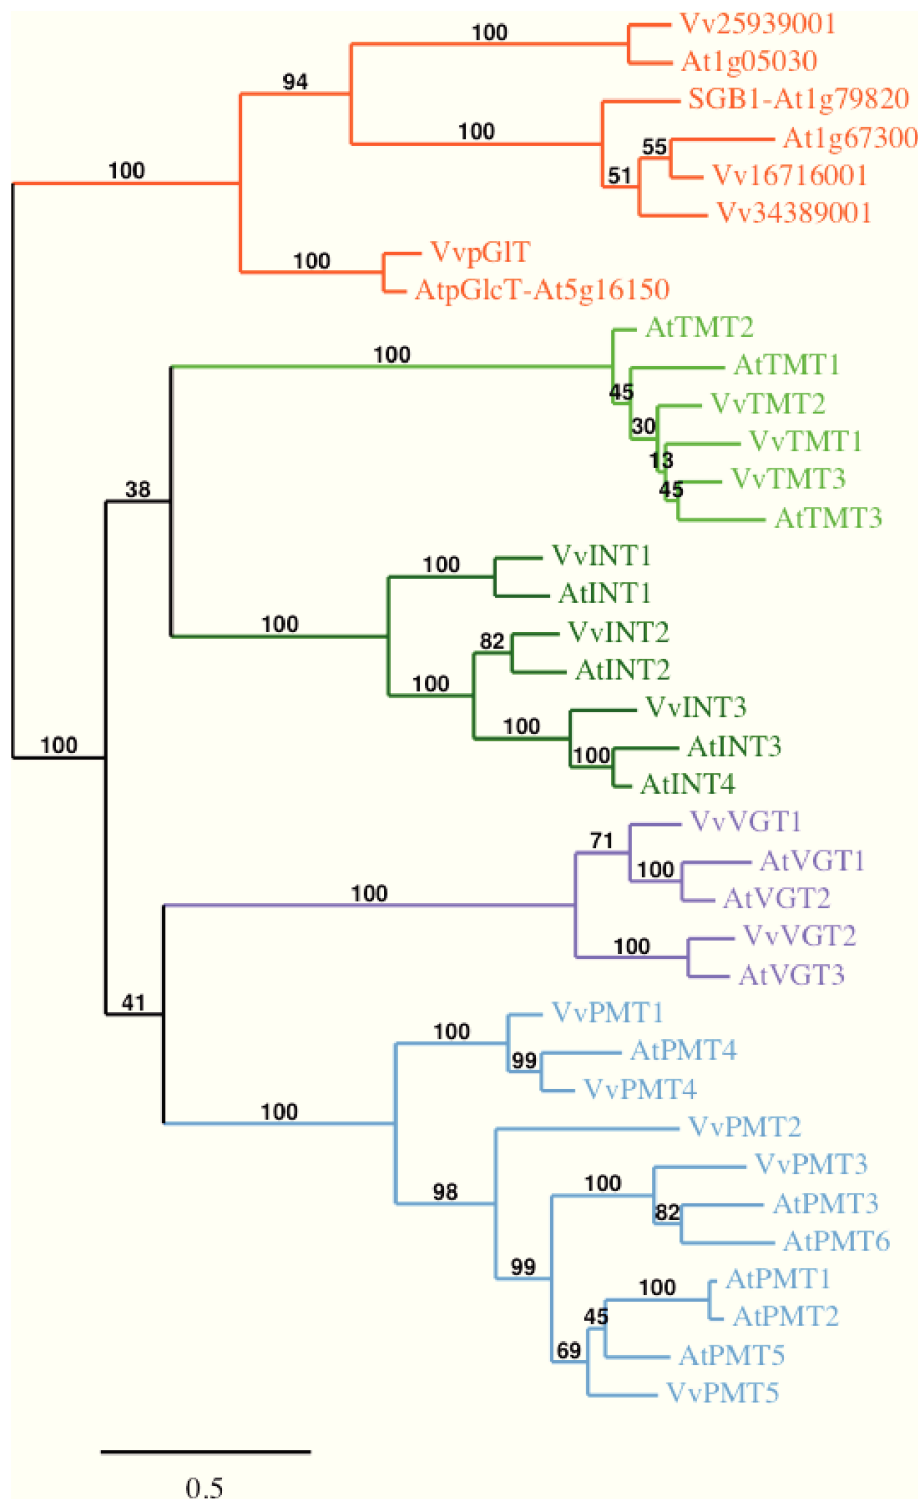 100
Vv25939001
At1g05030
94
SGB1-At1g79820
100
At1g67300
55
Vv16716001
51
100
Vv34389001
VvpGlT
100
AtpGlcT-At5g16150
AtTMT2
100
AtTMT1
45
VvTMT2
30
VvTMT1
13
VvTMT3
45
38
AtTMT3
VvINT1
100
AtINT1
100
VvINT2
82
AtINT2
100
VvINT3
100
AtINT3
100
100
AtINT4
VvVGT1
71
AtVGT1
100
100
AtVGT2
VvVGT2
100
AtVGT3
41
VvPMT1
100
AtPMT4
99
VvPMT4
100
VvPMT2
VvPMT3
100
98
AtPMT3
82
AtPMT6
99
AtPMT1
100
AtPMT2
45
69
AtPMT5
VvPMT5
0.5